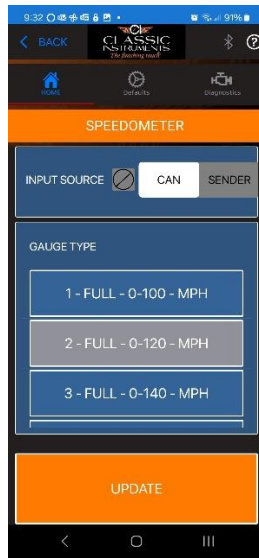 9:32 91%
BACK
CLASSIC
INSTRUMENTS
The finishing touch!
HOME Defaults Diagnostics
SPEEDOMETER
INPUT SOURCE CAN SENDER
GAUGE TYPE
1 - FULL - 0-100 - MPH
2 - FULL - 0-120 - MPH
3 - FULL - 0-140 - MPH
UPDATE